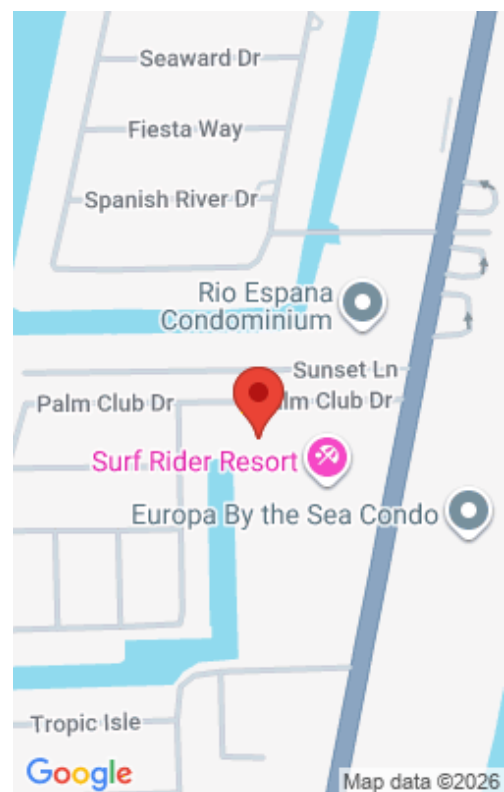 Seaward Dr
Fiesta Way
Spanish River Dr
Rio Espana
Condominium
Sunset Ln
Palm Club Dr
lm Club Dr
Surf Rider Resort
Europa By the Sea Condo
Tropic Isle
Google
Map data ©2026